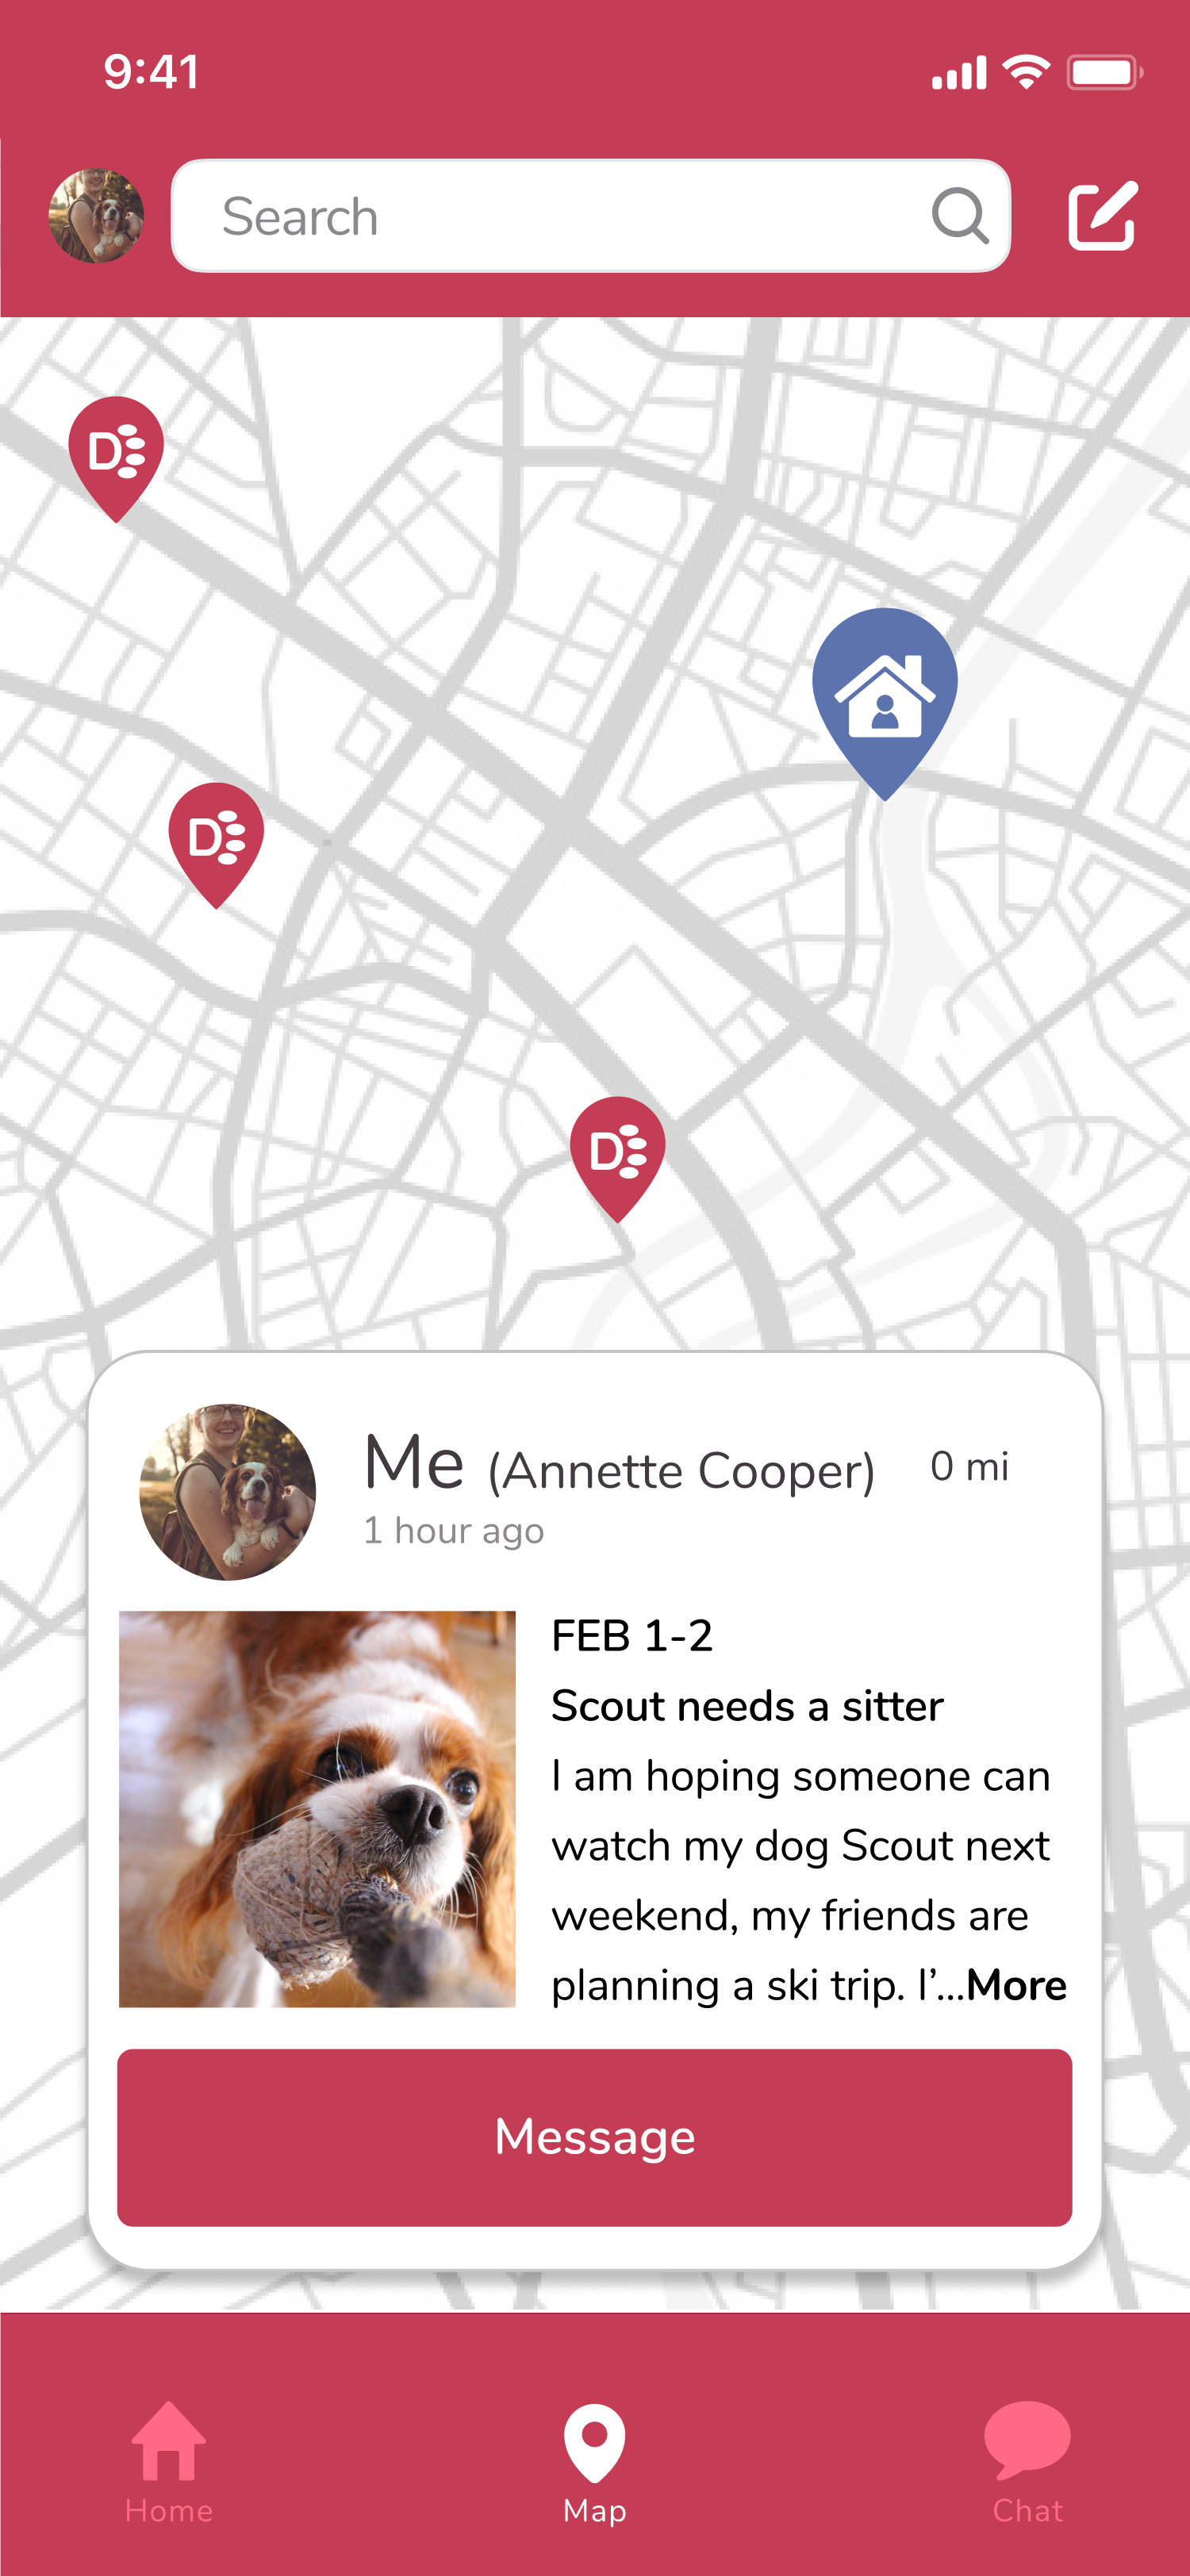 9:41
Search
D
D
D
Me (Annette Cooper) 0 mi
1 hour ago
FEB 1-2
Scout needs a sitter
I am hoping someone can
watch my dog Scout next
weekend, my friends are
planning a ski trip. I’...More
Message
Home Map Chat